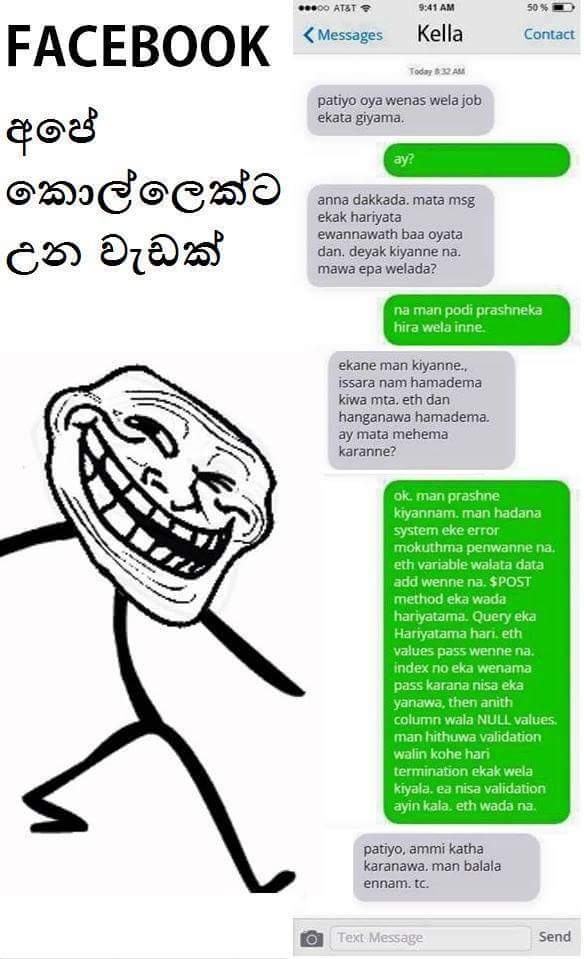 FACEBOOK
අපේ
කොල්ලෙක්ට
උන වැඩක්
AT&T
9:41 AM
50 %
Messages
Kella
Contact
Today 8:32 AM
patiyo oya wenas wela job
ekata giyama.
ay?
anna dakkada. mata msg
ekak hariyata
ewannawath baa oyata
dan. deyak kiyanne na.
mawa epa welada?
na man podi prashneka
hira wela inne.
ekane man kiyanne.,
issara nam hamadema
kiwa mta. eth dan
hanganawa hamadema.
ay mata mehema
karanne?
ok. man prashne
kiyannam. man hadana
system eke error
mokuthma penwanne na.
eth variable walata data
add wenne na. $POST
method eka wada
hariyatama. Query eka
Hariyatama hari. eth
values pass wenne na.
index no eka wenama
pass karana nisa eka
yanawa, then anith
column wala NULL values.
man hithuwa validation
walin kohe hari
termination ekak wela
kiyala. ea nisa validation
ayin kala. eth wada na.
patiyo, ammi katha
karanawa. man balala
ennam. tc.
Text Message
Send